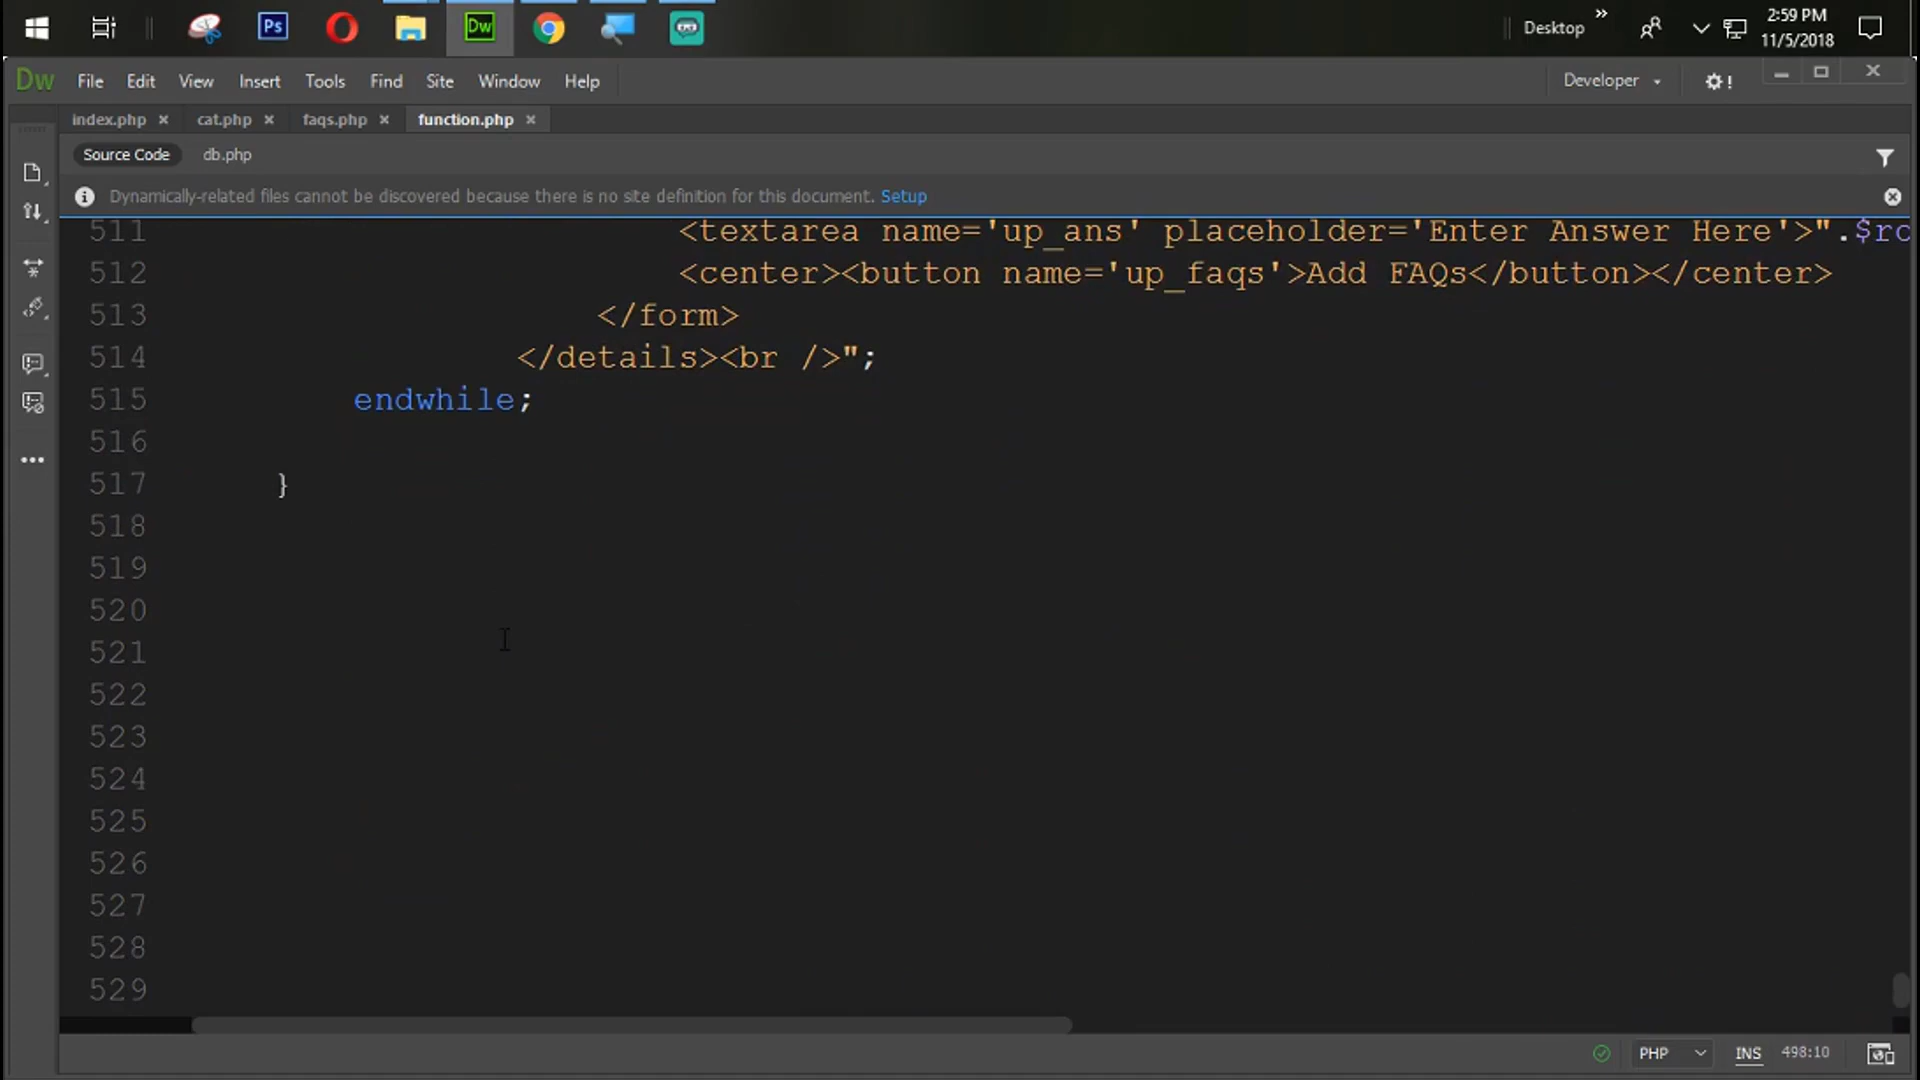 Ps
Dw
Desktop
»
2:59 PM
11/5/2018
Dw File Edit View Insert Tools Find Site Window Help
Developer
!
index.php × cat.php × faqs.php × function.php ×
Source Code db.php
Dynamically-related files cannot be discovered because there is no site definition for this document. Setup
511 <textarea name='up_ans' placeholder='Enter Answer Here'>".$ro
512 <center><button name='up_faqs'>Add FAQs</button></center>
513 </form>
514 </details><br />";
515 endwhile;
516
517 }
518
519
520
521
522
523
524
525
526
527
528
529
PHP INS 498:10